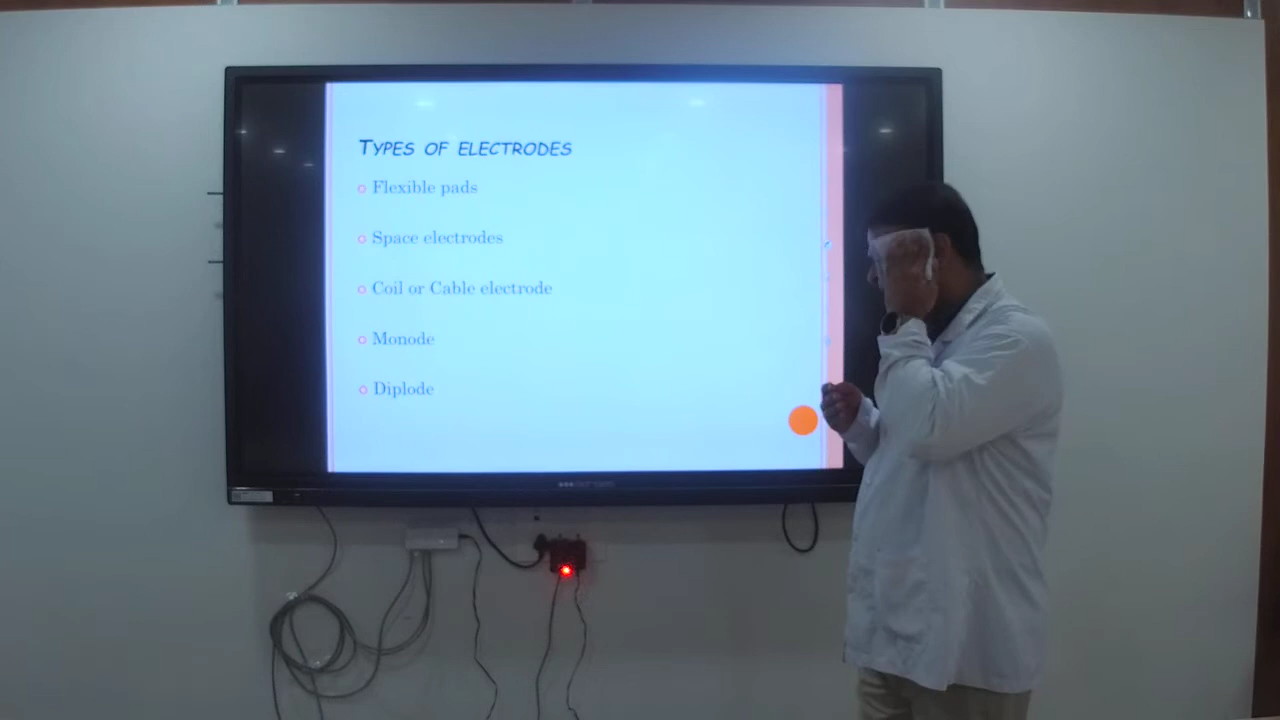 TYPES OF ELECTRODES
Flexible pads
Space electrodes
Coil or Cable electrode
Monode
Diplode